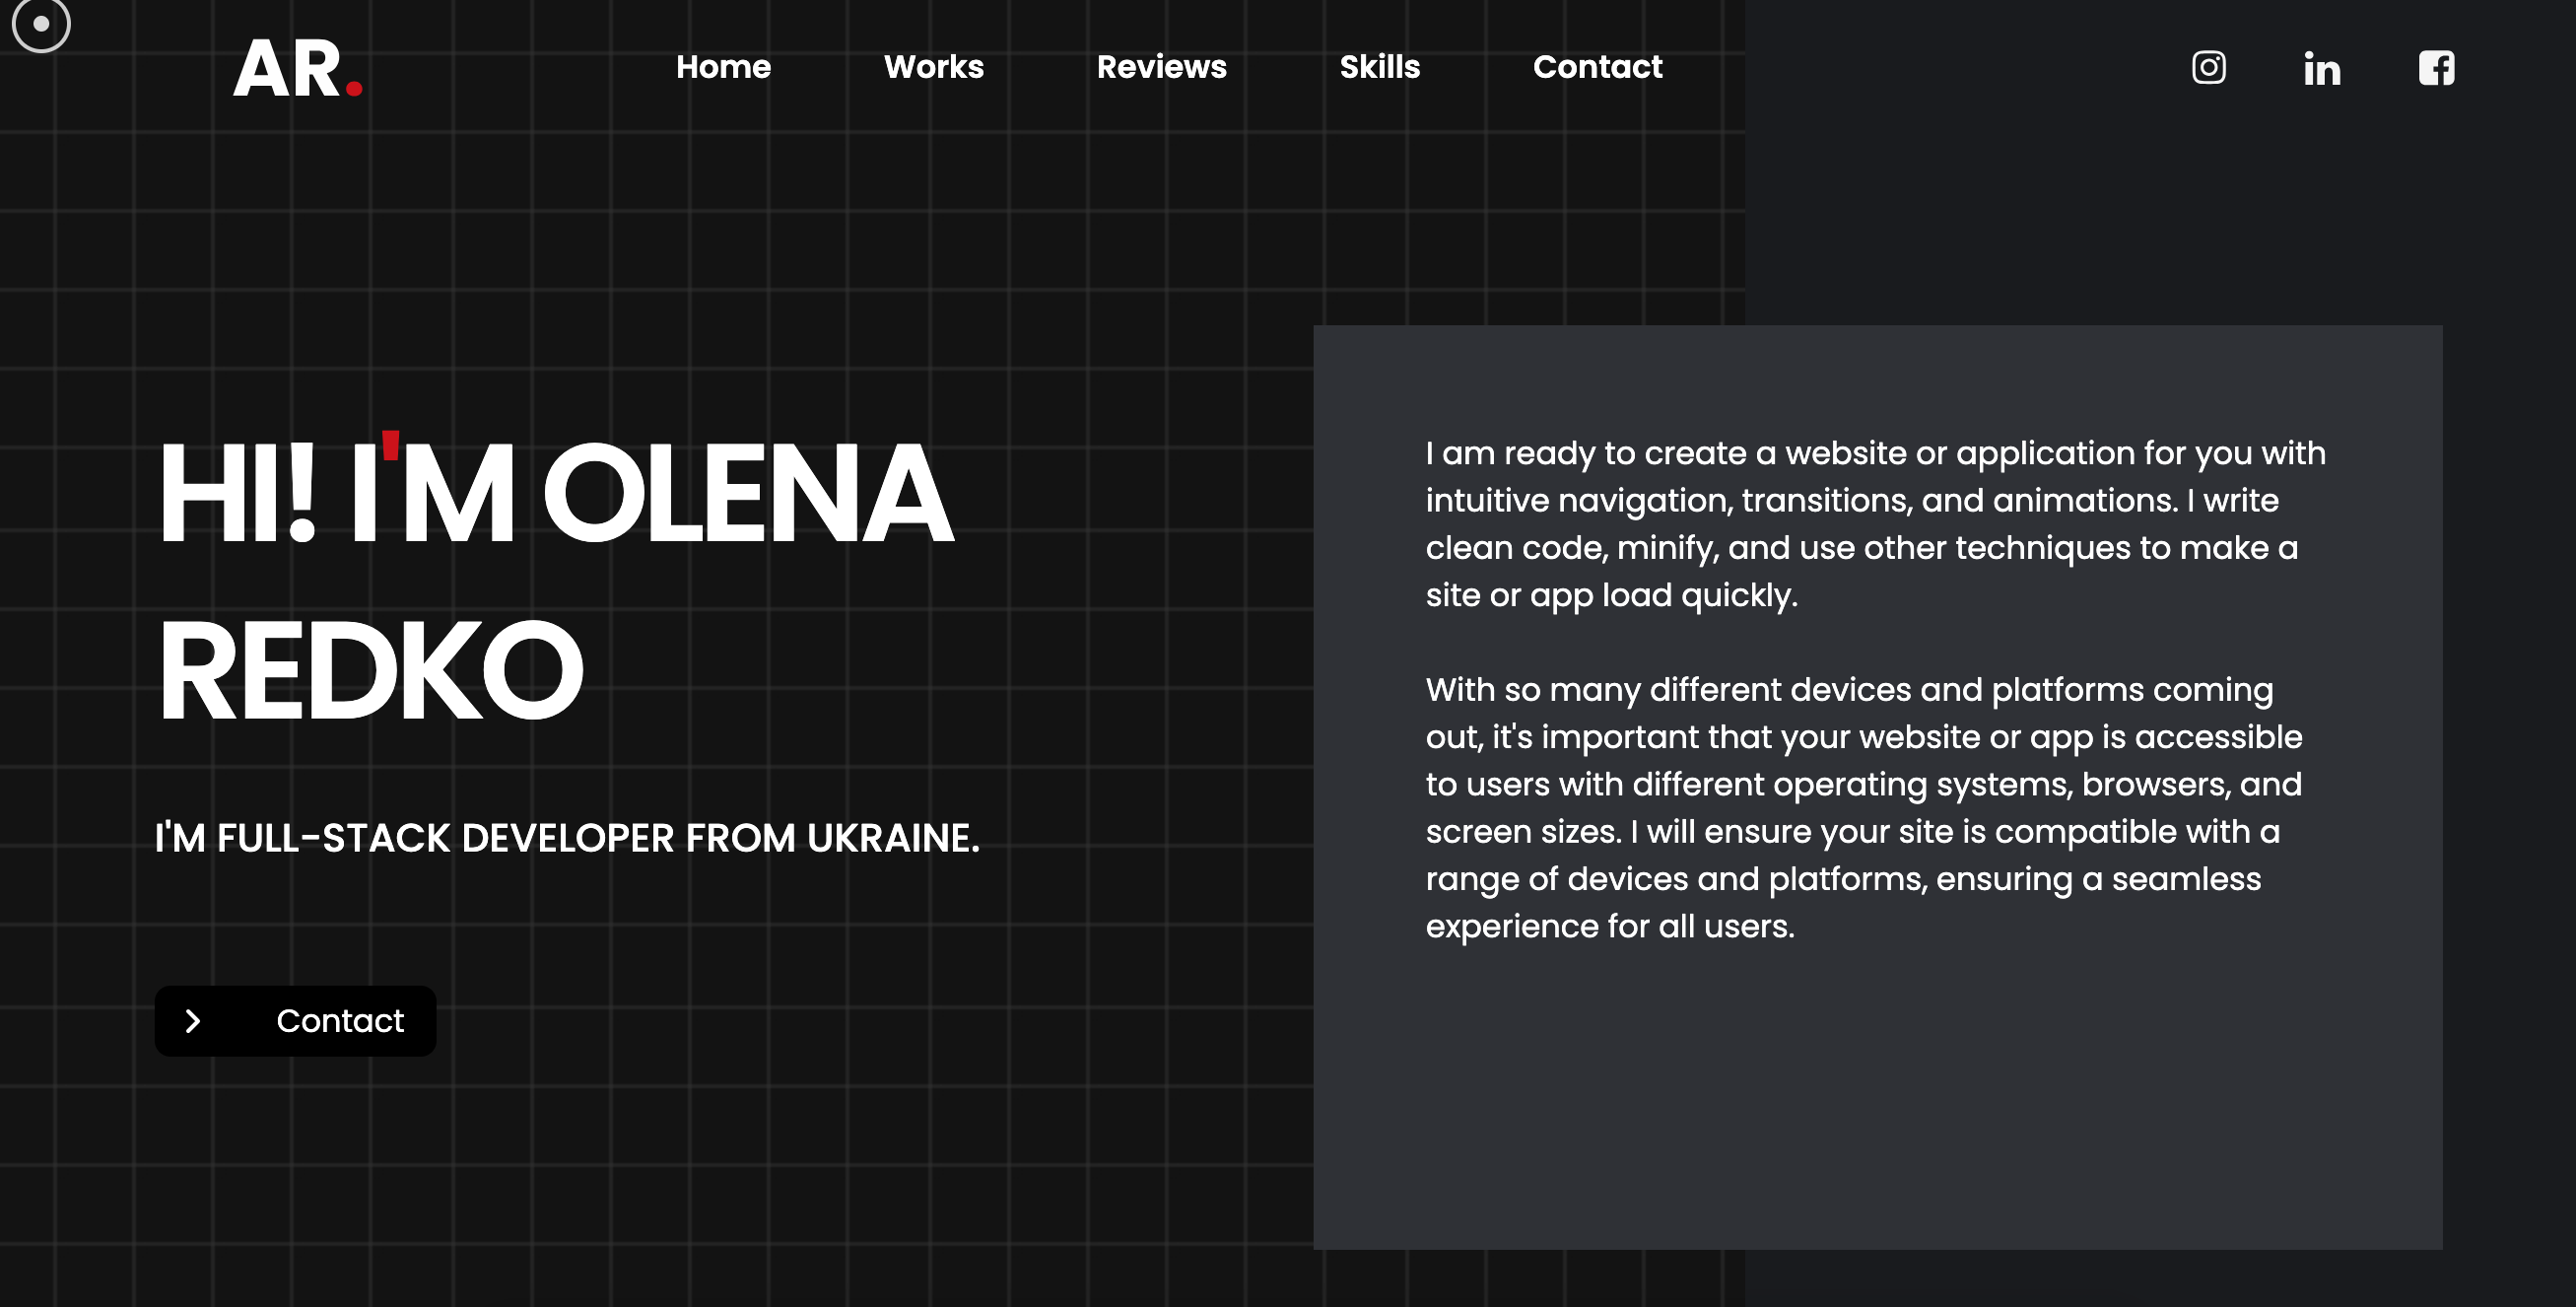 AR.
Home Works Reviews Skills Contact
HI! I'M OLENA
REDKO
I'M FULL-STACK DEVELOPER FROM UKRAINE.
Contact
I am ready to create a website or application for you with
intuitive navigation, transitions, and animations. I write
clean code, minify, and use other techniques to make a
site or app load quickly.
With so many different devices and platforms coming
out, it's important that your website or app is accessible
to users with different operating systems, browsers, and
screen sizes. I will ensure your site is compatible with a
range of devices and platforms, ensuring a seamless
experience for all users.